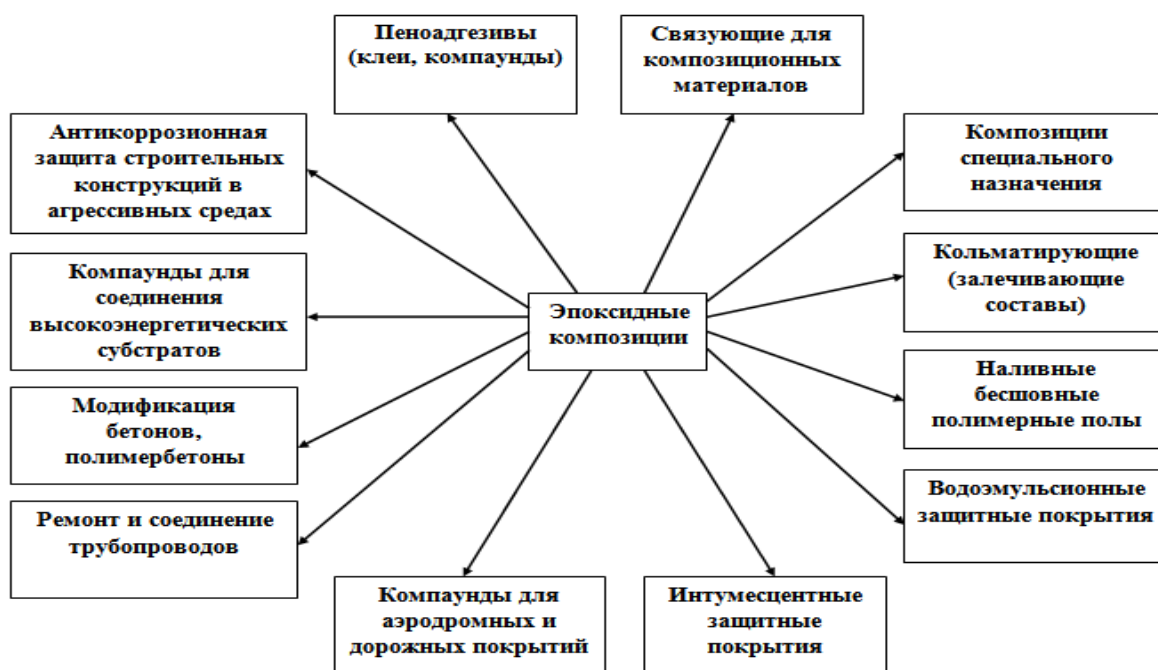 Пеноадгезивы
(клеи, компаунды)
Связующие для
композиционных
материалов
Антикоррозионная
защита строительных
конструкций в
агрессивных средах
Композиции
специального
назначения
Компаунды для
соединения
высокоэнергетических
субстратов
Кольматирующие
(залечивающие
составы)
Эпоксидные
композиции
Модификация
бетонов,
полимербетоны
Наливные
бесшовные
полимерные полы
Ремонт и соединение
трубопроводов
Водоэмульсионные
защитные покрытия
Компаунды для
аэродромных и
дорожных покрытий
Интумесцентные
защитные
покрытия